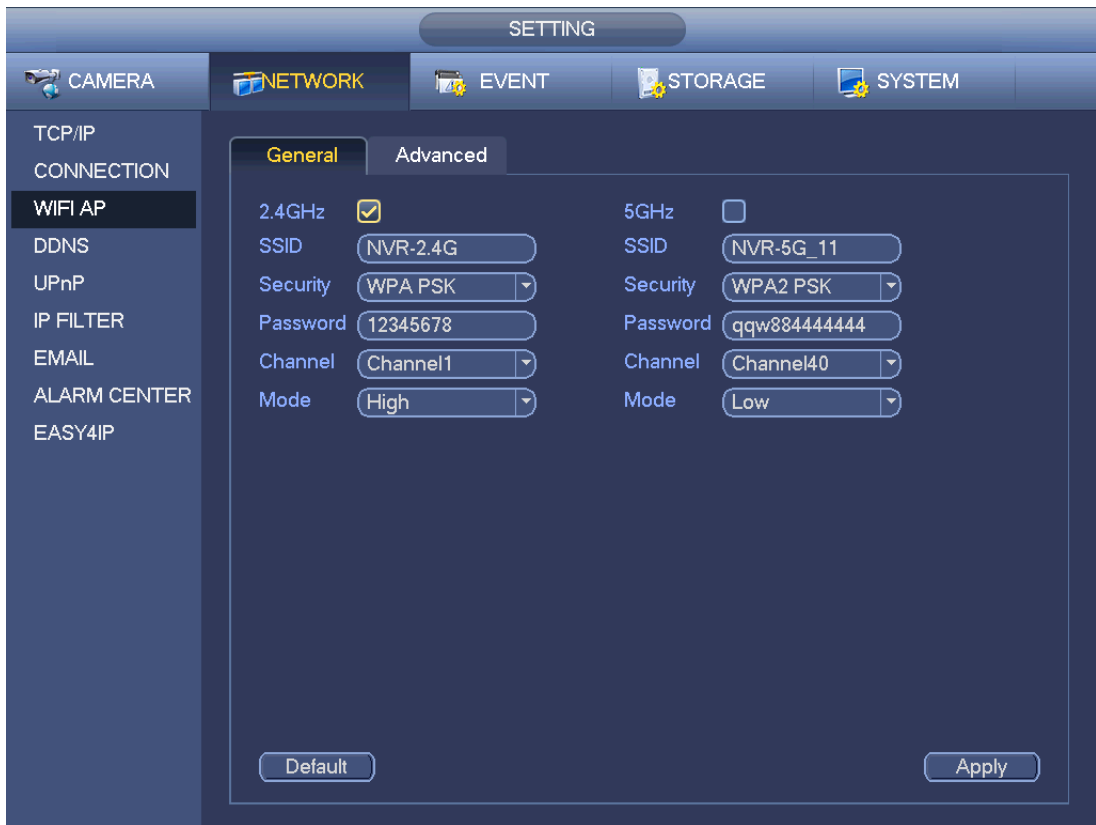 SETTING
CAMERA NETWORK EVENT STORAGE SYSTEM
TCP/IP
CONNECTION
WIFI AP
DDNS
UPnP
IP FILTER
EMAIL
ALARM CENTER
EASY4IP
General Advanced
2.4GHz 5GHz
SSID NVR-2.4G SSID NVR-5G_11
Security WPA PSK Security WPA2 PSK
Password 12345678 Password qqw884444444
Channel Channel1 Channel Channel40
Mode High Mode Low
Default Apply